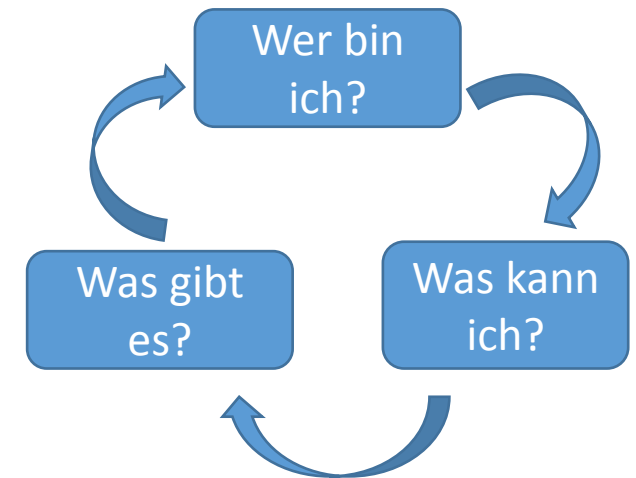 Wer bin
ich?
Was gibt
es?
Was kann
ich?